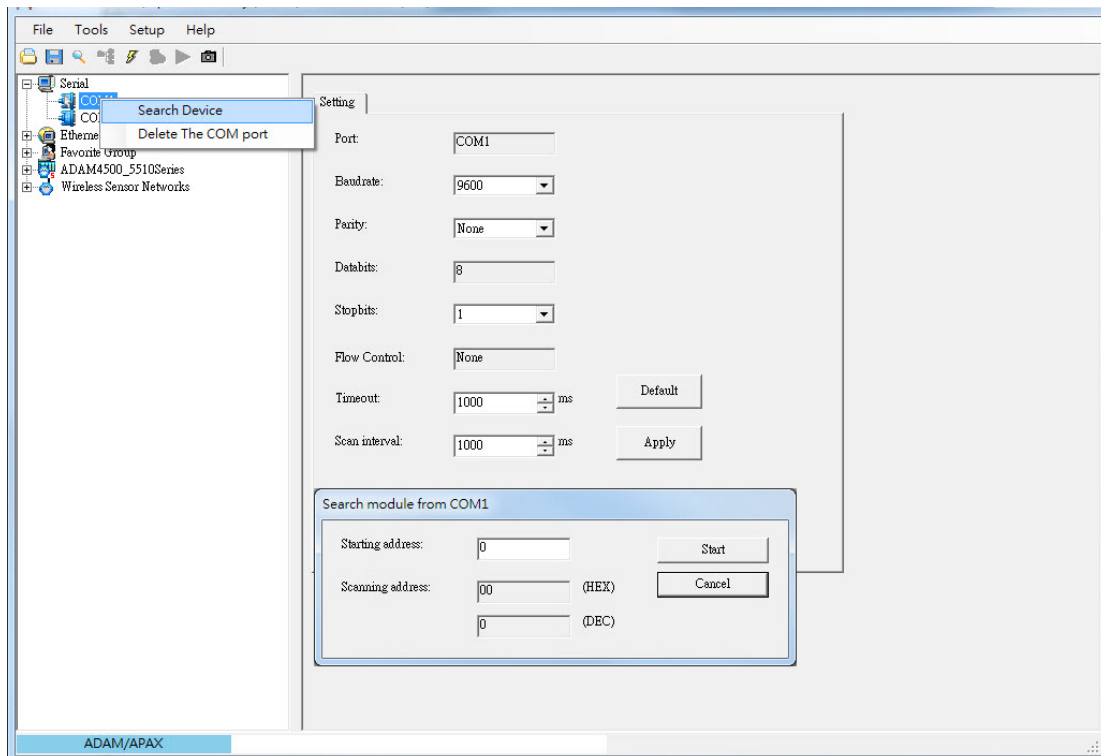 File Tools Setup Help
Serial
COM1
Search Device
Delete The COM port
Favorite Group
ADAM4500_5510Series
Wireless Sensor Networks
Setting
Port: COM1
Baudrate: 9600
Parity: None
Databits: 8
Stopbits: 1
Flow Control: None
Timeout: 1000 ms
Default
Scan interval: 1000 ms
Apply
Search module from COM1
Starting address: 0
Start
Scanning address: 00 (HEX)
Cancel
0 (DEC)
ADAM/APAX